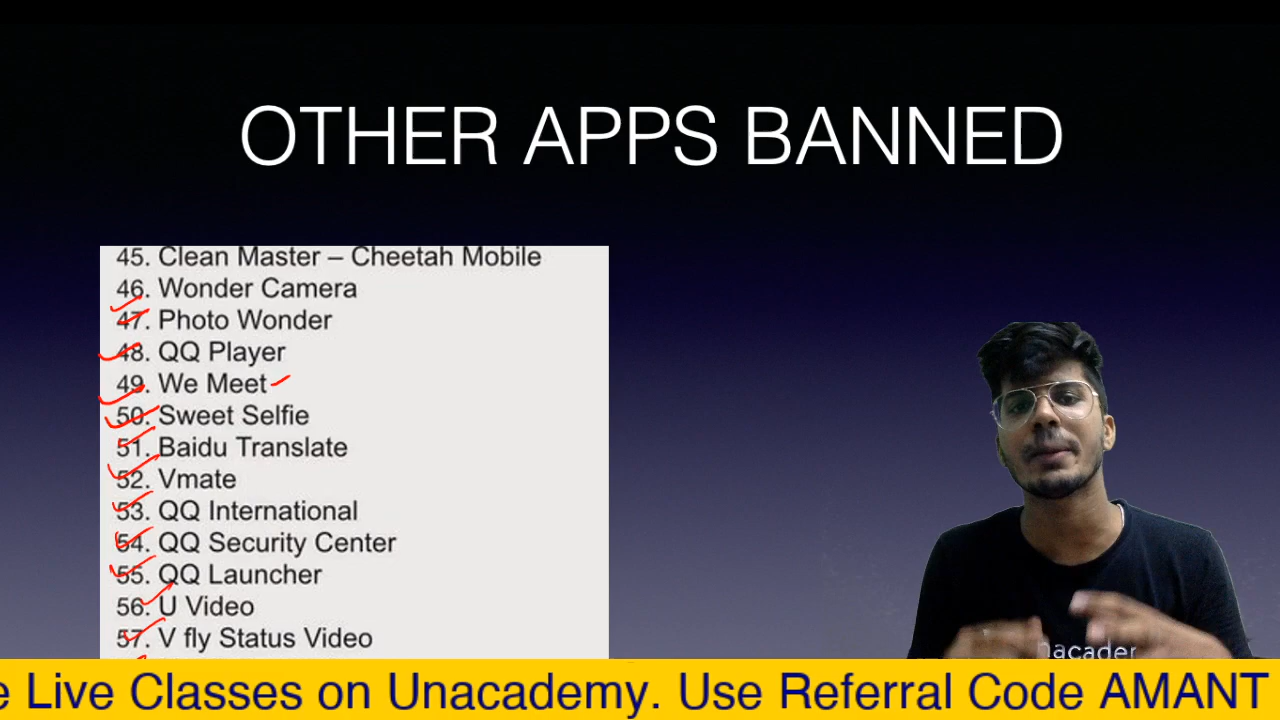 OTHER APPS BANNED
45. Clean Master – Cheetah Mobile
46. Wonder Camera
47. Photo Wonder
48. QQ Player
49. We Meet
50. Sweet Selfie
51. Baidu Translate
52. Vmate
53. QQ International
54. QQ Security Center
55. QQ Launcher
56. U Video
57. V fly Status Video
nacader
e Live Classes on Unacademy. Use Referral Code AMANT